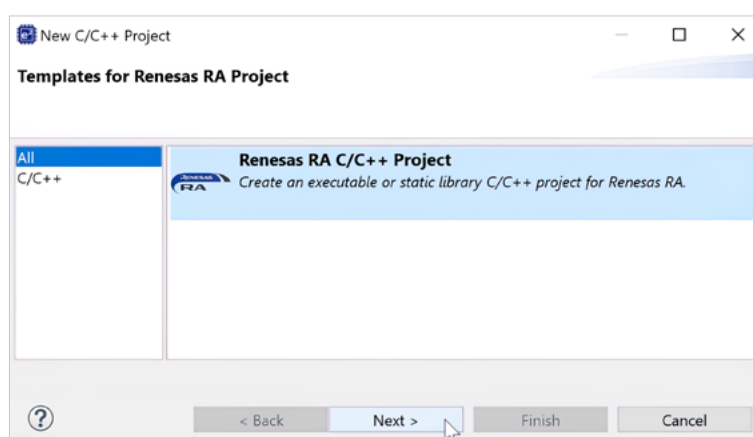 New C/C++ Project
Templates for Renesas RA Project
All
C/C++
RENESAS
RA
Renesas RA C/C++ Project
Create an executable or static library C/C++ project for Renesas RA.
?
< Back
Next >
Finish
Cancel